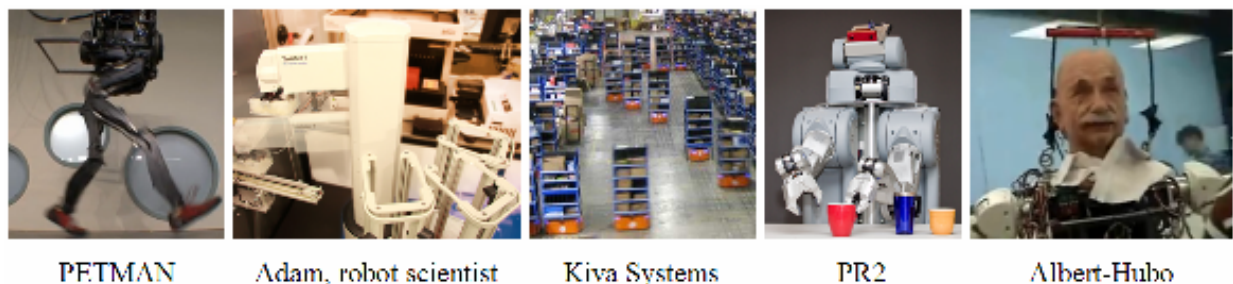 PETMAN
Adam, robot scientist
Kiva Systems
PR2
Albert-Hubo